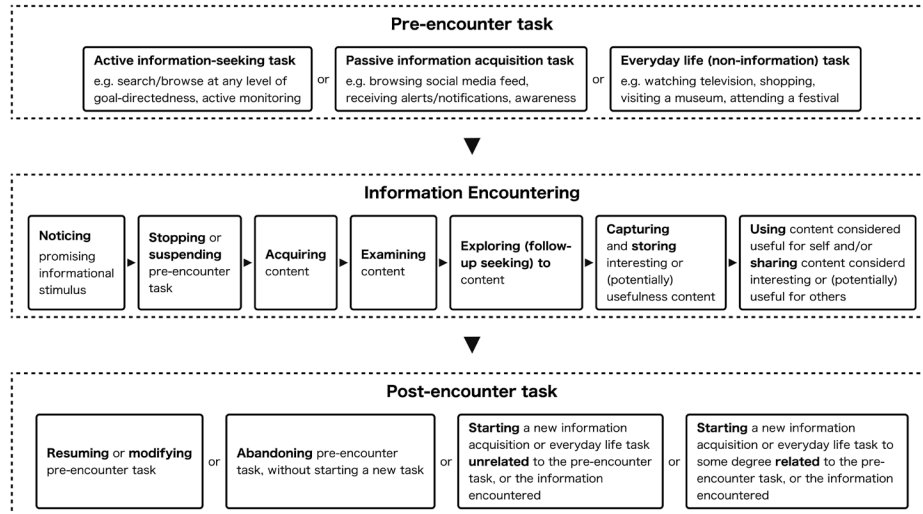 Pre-encounter task
Active information-seeking task
e.g. search/browse at any level of
goal-directedness, active monitoring
or
Passive information acquisition task
e.g. browsing social media feed,
receiving alerts/notifications, awareness
or
Everyday life (non-information) task
e.g. watching television, shopping,
visiting a museum, attending a festival
Information Encountering
Noticing
promising
informational
stimulus
Stopping or
suspending
pre-encounter
task
Acquiring
content
Examining
content
Exploring (follow-
up seeking) to
content
Capturing
and storing
interesting or
(potentially)
usefulness content
Using content considered
useful for self and/or
sharing content considerd
interesting or (potentially)
useful for others
Post-encounter task
Resuming or modifying
pre-encounter task
or
Abandoning pre-encounter
task, without starting a new task
or
Starting a new information
acquisition or everyday life task
unrelated to the pre-encounter
task, or the information
encountered
or
Starting a new information
acquisition or everyday life task to
some degree related to the pre-
encounter task, or the information
encountered